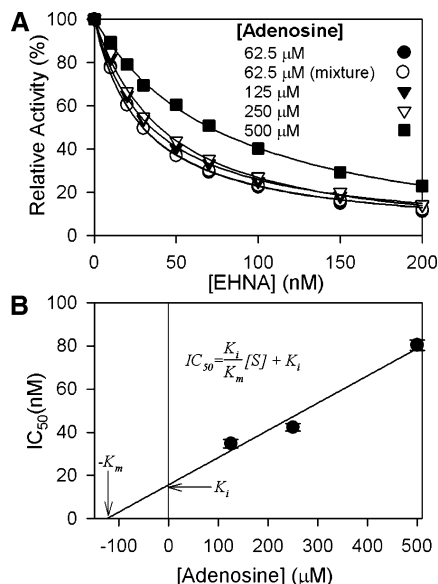 A
[Adenosine]
62.5 μM
62.5 μM (mixture)
125 μM
250 μM
500 μM
Relative Activity (%)
100
80
60
40
20
0
0 50 100 150 200
[EHNA] (nM)
B
IC50=Ki/Km[S] + Ki
IC50(nM)
100
80
60
40
20
0
-Km
Ki
-100 0 100 200 300 400 500
[Adenosine] (μM)